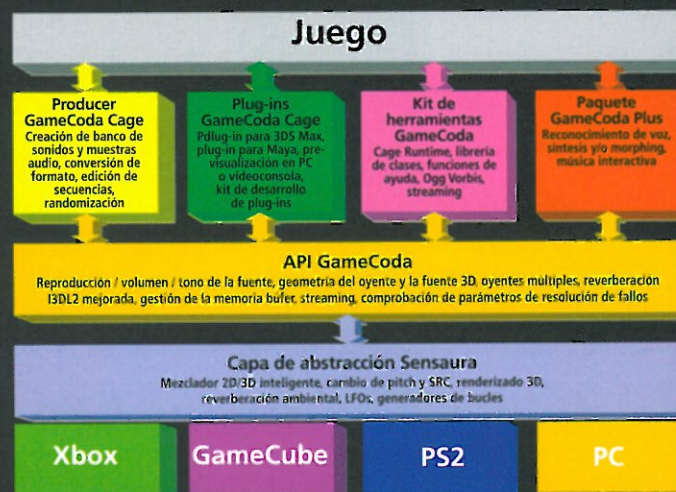 Juego
Producer
GameCoda Cage
Creación de banco de
sonidos y muestras
audio, conversión de
formato, edición de
secuencias,
randomización
Plug-ins
GameCoda Cage
Pdlug-in para 3DS Max,
plug-in para Maya, pre-
visualización en PC
o videoconsola,
kit de desarrollo
de plug-ins
Kit de
herramientas
GameCoda
Cage Runtime, librería
de clases, funciones de
ayuda, Ogg Vorbis,
streaming
Paquete
GameCoda Plus
Reconocimiento de voz,
síntesis y/o morphing,
música interactiva
API GameCoda
Reproducción / volumen / tono de la fuente, geometría del oyente y la fuente 3D, oyentes múltiples, reverberación
I3DL2 mejorada, gestión de la memoria búfer, streaming, comprobación de parámetros de resolución de fallos
Capa de abstracción Sensaura
Mezclador 2D/3D inteligente, cambio de pitch y SRC, renderizado 3D,
reverberación ambiental, LFOs, generadores de bucles
Xbox
GameCube
PS2
PC